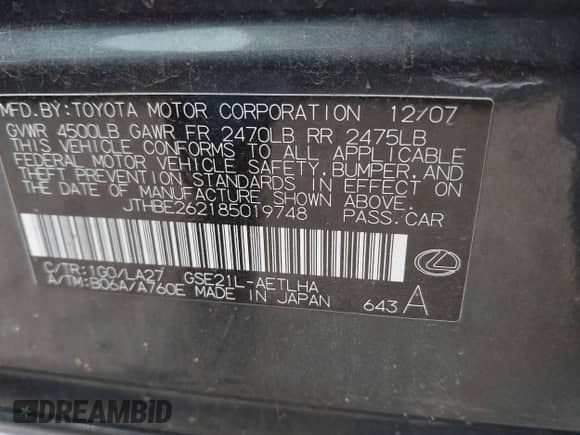 MFD.BY:TOYOTA MOTOR CORPORATION 12/07
GVWR 4500LB GAWR FR 2470LB RR 2475LB
THIS VEHICLE CONFORMS TO ALL APPLICABLE
FEDERAL MOTOR VEHICLE SAFETY,BUMPER,AND
THEFT PREVENTION STANDARDS IN EFFECT ON
THE DATE OF MANUFACTURE SHOWN ABOVE.
JTHBE262185019748 PASS.CAR
C/TR:1G0/LA27 GSE21L-AETLHA
A/TM:B06A/A760E MADE IN JAPAN 643 A
DREAMBID